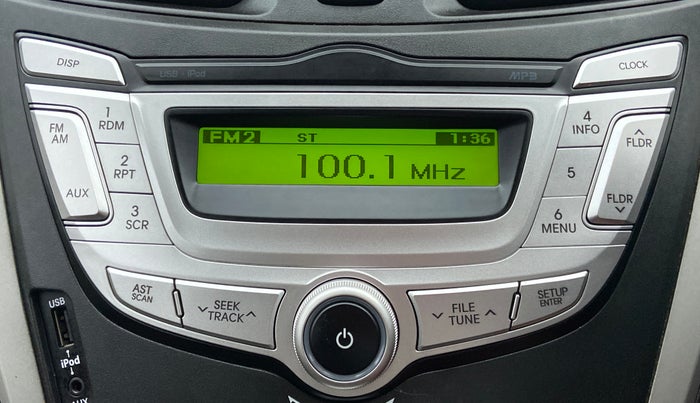 DISP
USB · iPod
MP3
CLOCK
FM
AM
AUX
1
RDM
2
RPT
3
SCR
FM2 ST 1:36
100.1 MHz
4
INFO
5
6
MENU
FLDR
FLDR
AST
SCAN
SEEK
TRACK
FILE
TUNE
SETUP
ENTER
USB
iPod
AUX